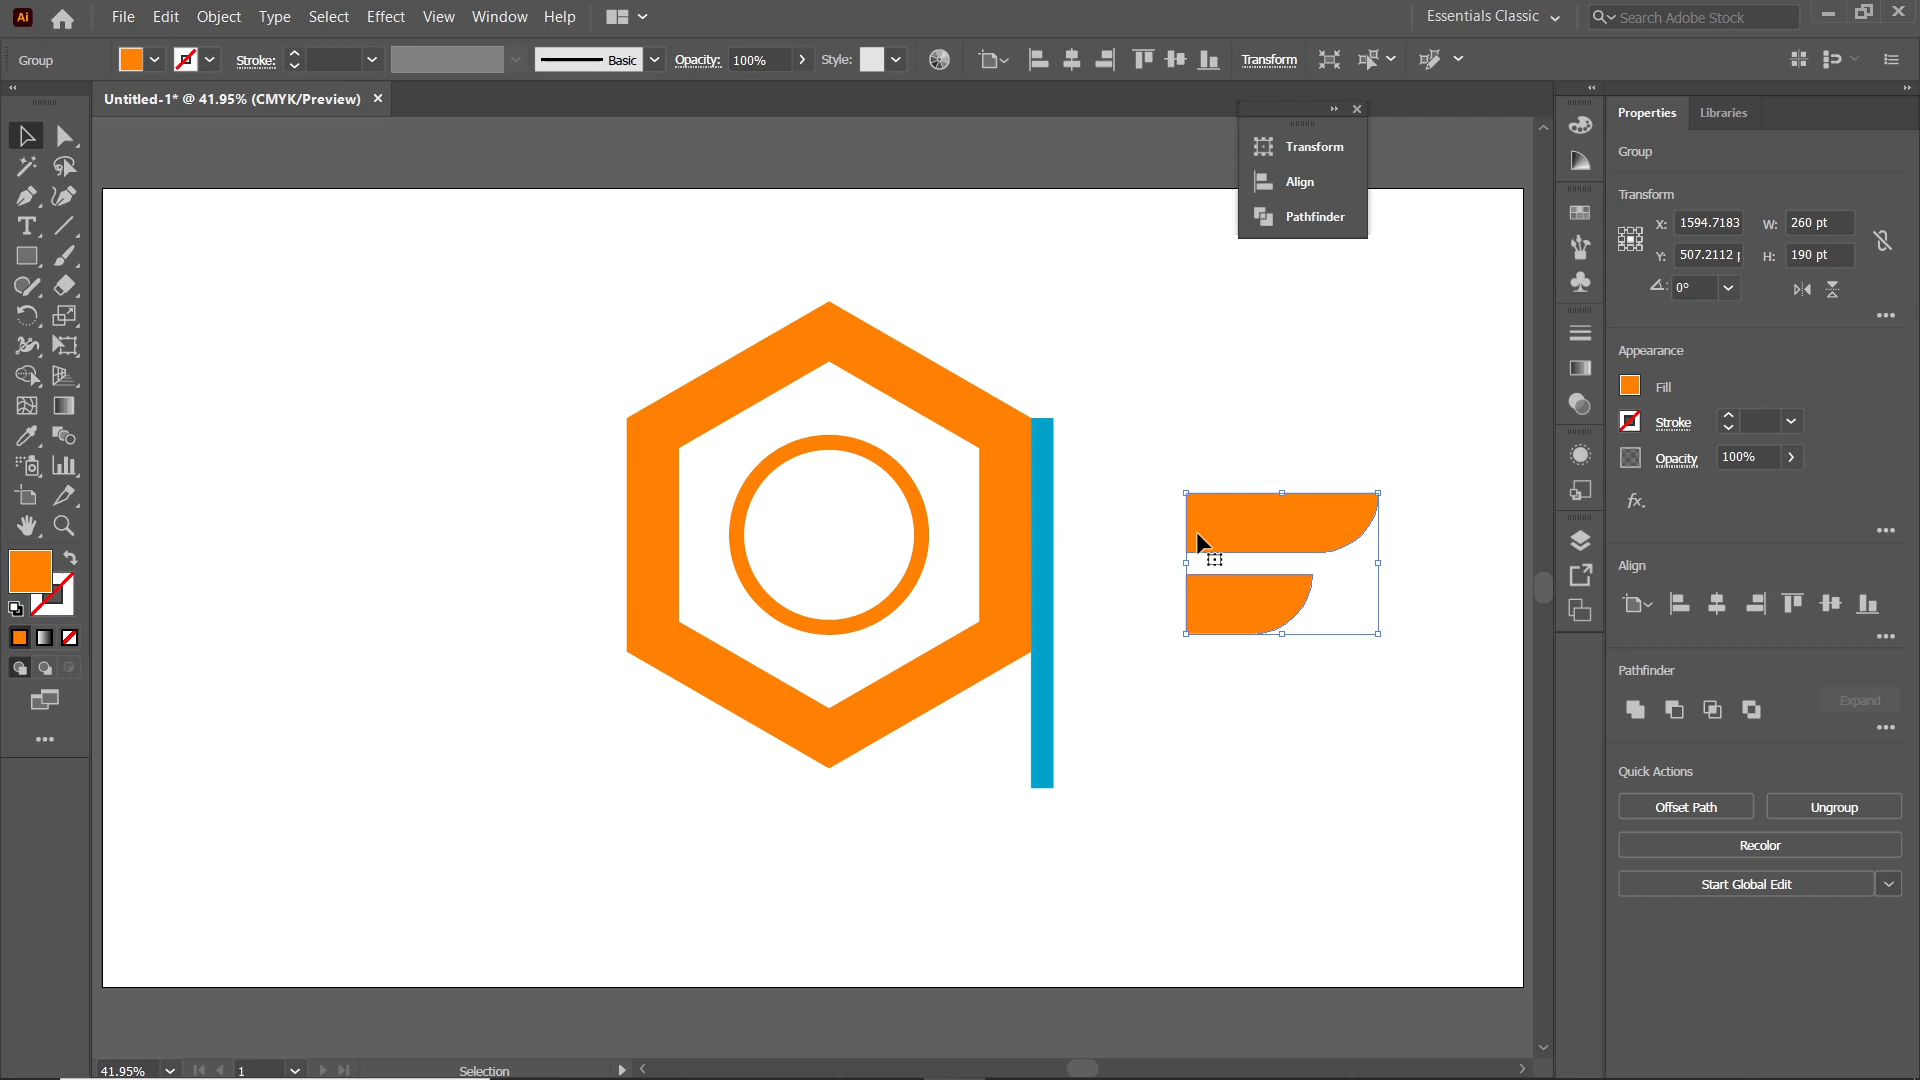 Ai
File Edit Object Type Select Effect View Window Help
Essentials Classic
Search Adobe Stock
Group
Stroke:
Basic
Opacity:
100%
Style:
Transform
Untitled-1* @ 41.95% (CMYK/Preview)
Transform
Align
Pathfinder
Properties
Libraries
Group
Transform
X: 1594.7183
W: 260 pt
Y: 507.2112
H: 190 pt
0°
Appearance
Fill
Stroke
Opacity
100%
fx.
Align
Pathfinder
Expand
Quick Actions
Offset Path
Ungroup
Recolor
Start Global Edit
41.95%
1
Selection